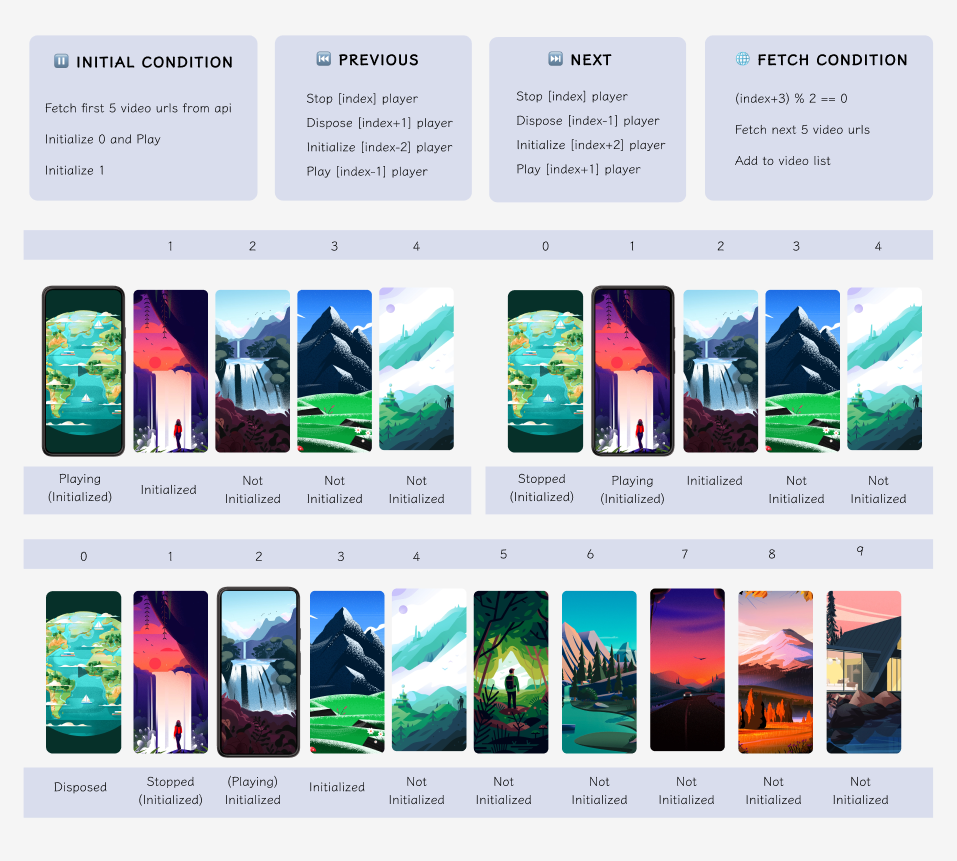 INITIAL CONDITION
Fetch first 5 video urls from api
Initialize 0 and Play
Initialize 1
PREVIOUS
Stop [index] player
Dispose [index+1] player
Initialize [index-2] player
Play [index-1] player
NEXT
Stop [index] player
Dispose [index-1] player
Initialize [index+2] player
Play [index+1] player
FETCH CONDITION
(index+3) % 2 == 0
Fetch next 5 video urls
Add to video list
1 2 3 4
Playing
(Initialized)
Initialized
Not
Initialized
Not
Initialized
Not
Initialized
0 1 2 3 4
Stopped
(Initialized)
Playing
(Initialized)
Initialized
Not
Initialized
Not
Initialized
0 1 2 3 4 5 6 7 8 9
Disposed
Stopped
(Initialized)
(Playing)
Initialized
Initialized
Not
Initialized
Not
Initialized
Not
Initialized
Not
Initialized
Not
Initialized
Not
Initialized